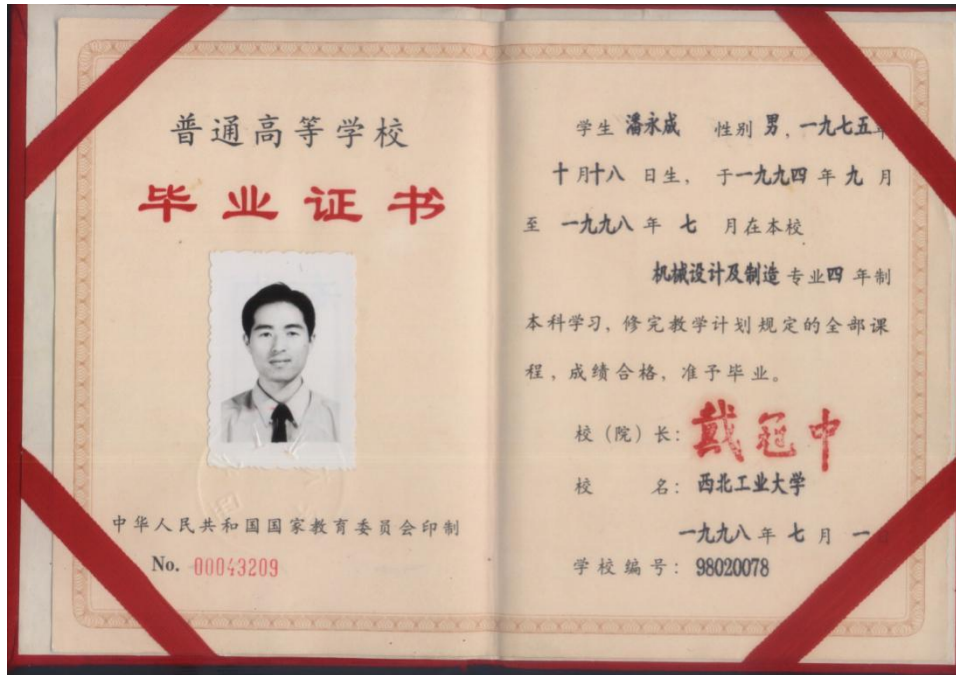 普通高等学校
毕业证书
中华人民共和国国家教育委员会印制
No. 00043209
学生 潘永成 性别 男，一九七五年
十月十八日生，于一九九四年九月
至 一九九八年 七 月在本校
机械设计及制造专业四年制
本科学习，修完教学计划规定的全部课
程，成绩合格，准予毕业。
校（院）长：戴冠中
校 名：西北工业大学
一九九八年七月一日
学校编号：98020078